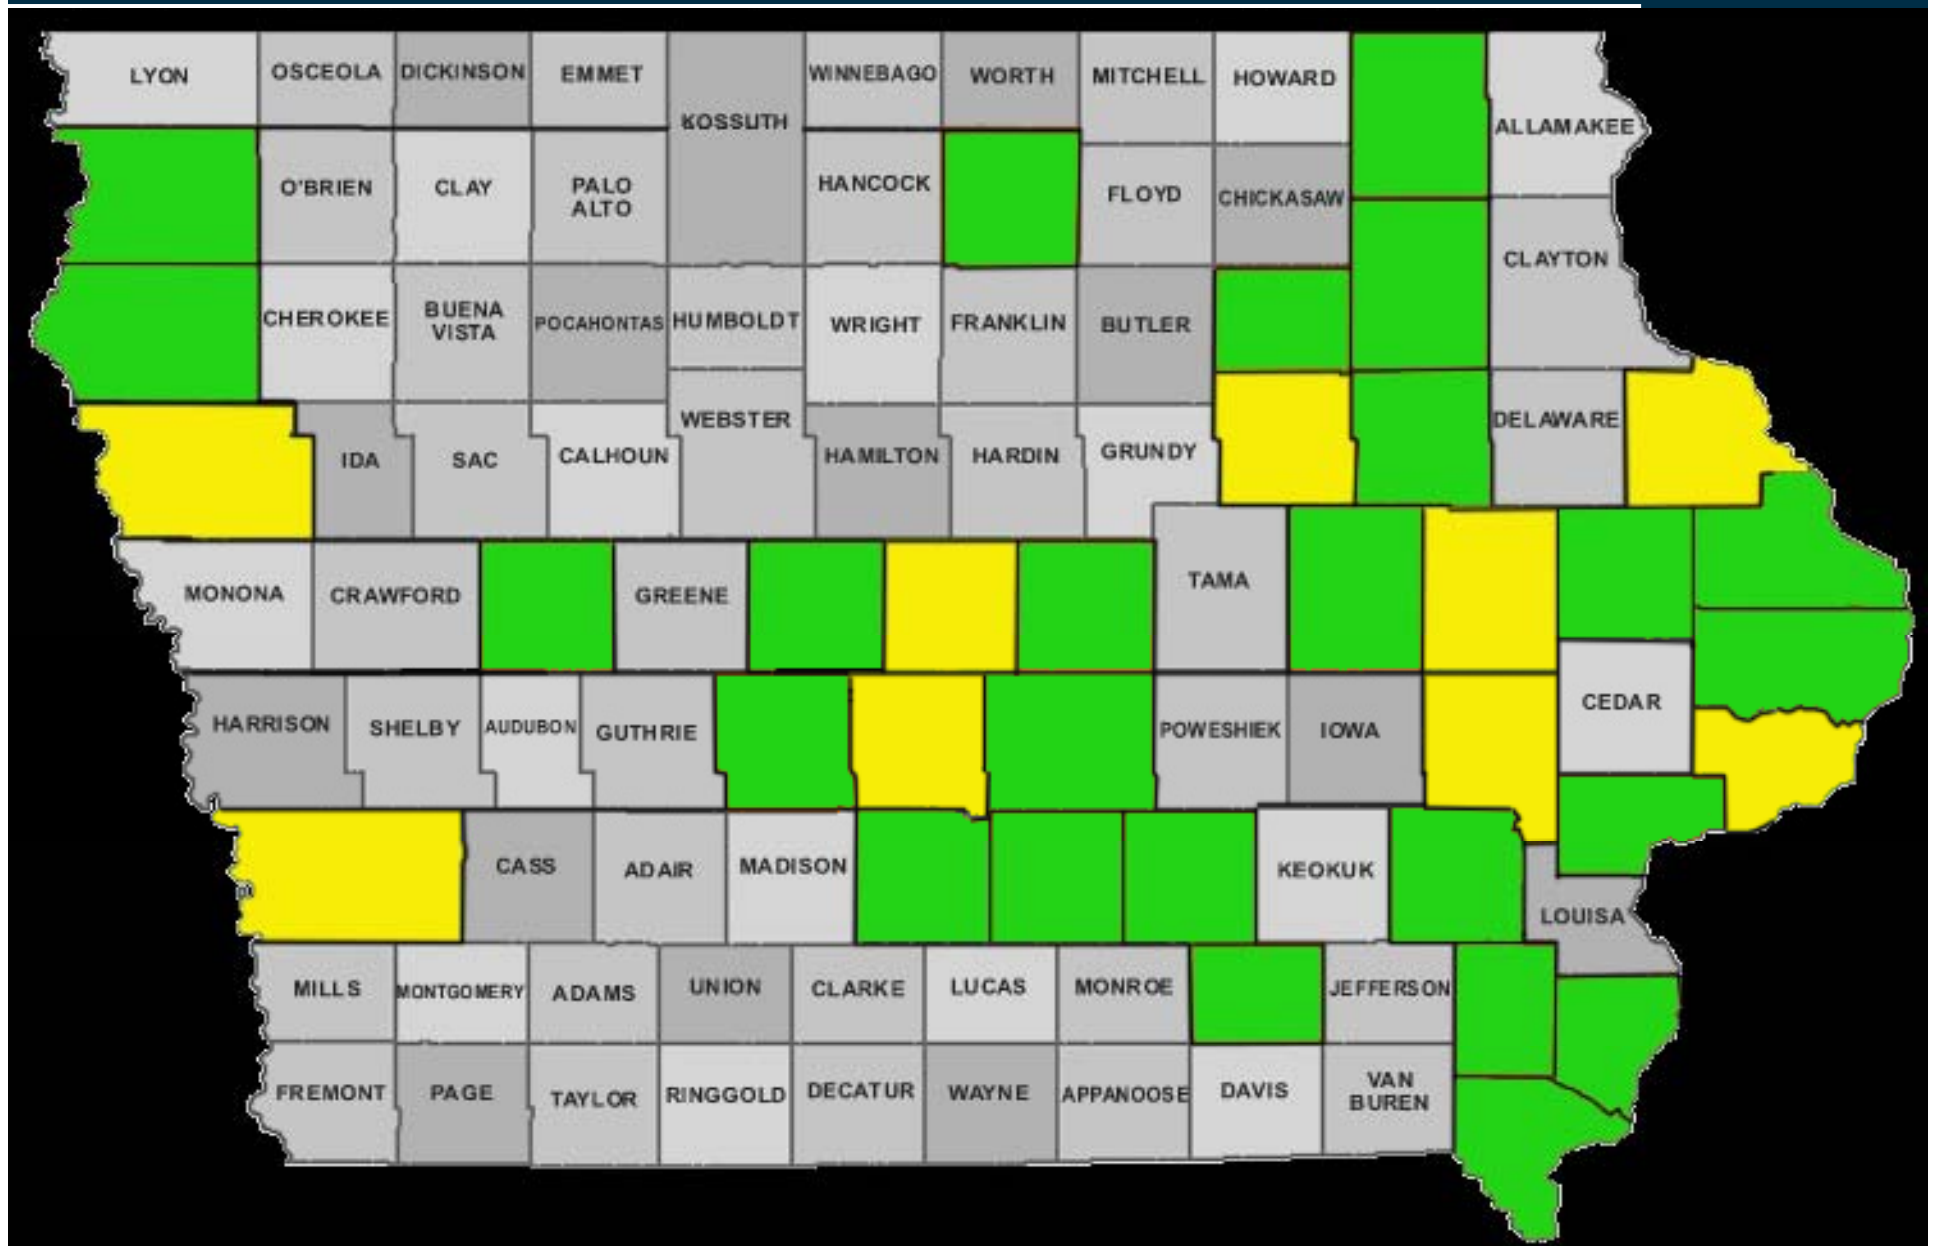 LYON
OSCEOLA
DICKINSON
EMMET
KOSSUTH
WINNEBAGO
WORTH
MITCHELL
HOWARD
ALLAMAKEE
O'BRIEN
CLAY
PALO
ALTO
HANCOCK
FLOYD
CHICKASAW
CLAYTON
CHEROKEE
BUENA
VISTA
POCAHONTAS
HUMBOLDT
WRIGHT
FRANKLIN
BUTLER
IDA
SAC
CALHOUN
WEBSTER
HAMILTON
HARDIN
GRUNDY
DELAWARE
MONONA
CRAWFORD
GREENE
TAMA
HARRISON
SHELBY
AUDUBON
GUTHRIE
POWESHIEK
IOWA
CEDAR
CASS
ADAIR
MADISON
KEOKUK
LOUISA
MILLS
MONTGOMERY
ADAMS
UNION
CLARKE
LUCAS
MONROE
JEFFERSON
FREMONT
PAGE
TAYLOR
RINGGOLD
DECATUR
WAYNE
APPANOOSE
DAVIS
VAN
BUREN